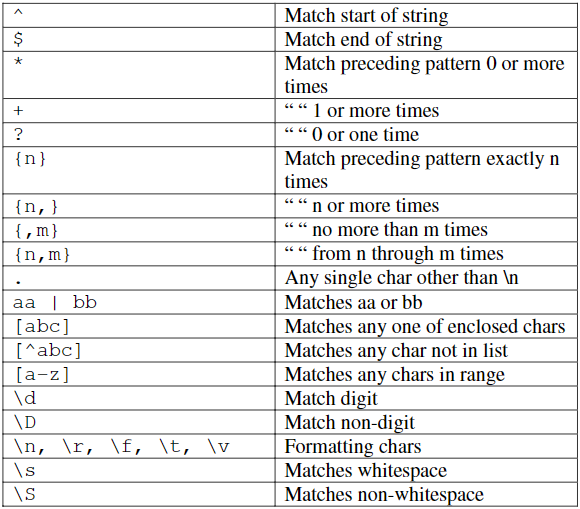 ^ Match start of string
$ Match end of string
* Match preceding pattern 0 or more
times
+ “ “ 1 or more times
? “ “ 0 or one time
{n} Match preceding pattern exactly n
times
{n,} “ “ n or more times
{,m} “ “ no more than m times
{n,m} “ “ from n through m times
. Any single char other than \n
aa | bb Matches aa or bb
[abc] Matches any one of enclosed chars
[^abc] Matches any char not in list
[a-z] Matches any chars in range
\d Match digit
\D Match non-digit
\n, \r, \f, \t, \v Formatting chars
\s Matches whitespace
\S Matches non-whitespace